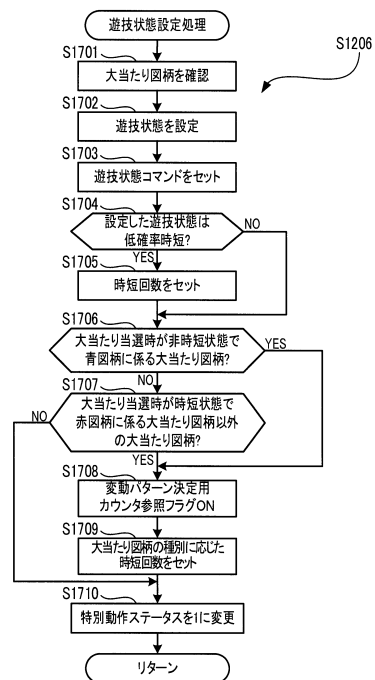 遊技状態設定処理
S1206
S1701
大当たり図柄を確認
S1702
遊技状態を設定
S1703
遊技状態コマンドをセット
S1704
設定した遊技状態は
低確率時短?
NO
YES
S1705
時短回数をセット
S1706
大当たり当選時が非時短状態で
青図柄に係る大当たり図柄?
YES
NO
S1707
大当たり当選時が時短状態で
赤図柄に係る大当たり図柄以外
の大当たり図柄?
NO
YES
S1708
変動パターン決定用
カウンタ参照フラグON
S1709
大当たり図柄の種別に応じた
時短回数をセット
S1710
特別動作ステータスを1に変更
リターン